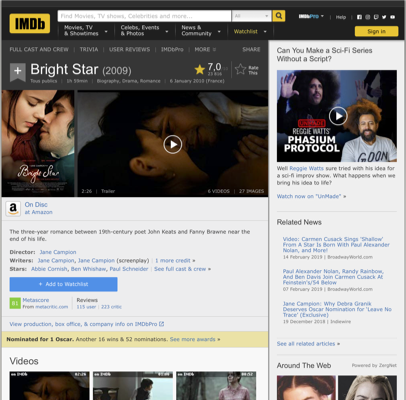 IMDb
Find Movies, TV shows, Celebrities and more...
All
IMDbPro
Help
Movies, TV & Showtimes
Celebs, Events & Photos
News & Community
Watchlist
Sign in
FULL CAST AND CREW | TRIVIA | USER REVIEWS | IMDbPro | MORE
SHARE
Bright Star (2009)
7,0
Rate This
Tous publics | 1h 59min | Biography, Drama, Romance | 6 January 2010 (France)
Bright Star
2:26 | Trailer
6 VIDEOS | 27 IMAGES
On Disc
at Amazon
The three-year romance between 19th-century poet John Keats and Fanny Brawne near the end of his life.
Director: Jane Campion
Writers: Jane Campion, Jane Campion (screenplay) | 1 more credit »
Stars: Abbie Cornish, Ben Whishaw, Paul Schneider | See full cast & crew »
+ Add to Watchlist
81
Metascore
From metacritic.com
Reviews
115 user | 223 critic
View production, box office, & company info on IMDbPro
Nominated for 1 Oscar. Another 16 wins & 52 nominations. See more awards »
Videos
Can You Make a Sci-Fi Series
Without a Script?
REGGIE WATTS'
PHASIUM
PROTOCOL
Well Reggie Watts sure tried with his idea for
a sci-fi improv show. What happens when we
bring his idea to life?
Watch now on "UnMade" »
Related News
Video: Carmen Cusack Sings 'Shallow'
From A Star Is Born With Paul Alexander
Nolan, and More!
14 February 2019 | BroadwayWorld.com
Paul Alexander Nolan, Randy Rainbow,
And Ben Davis Join Carmen Cusack At
Feinstein's/54 Below
07 February 2019 | BroadwayWorld.com
Jane Campion: Why Debra Granik
Deserves Oscar Nomination for 'Leave No
Trace' (Exclusive)
19 December 2018 | Indiewire
See all related articles »
Around The Web
Powered by ZergNet